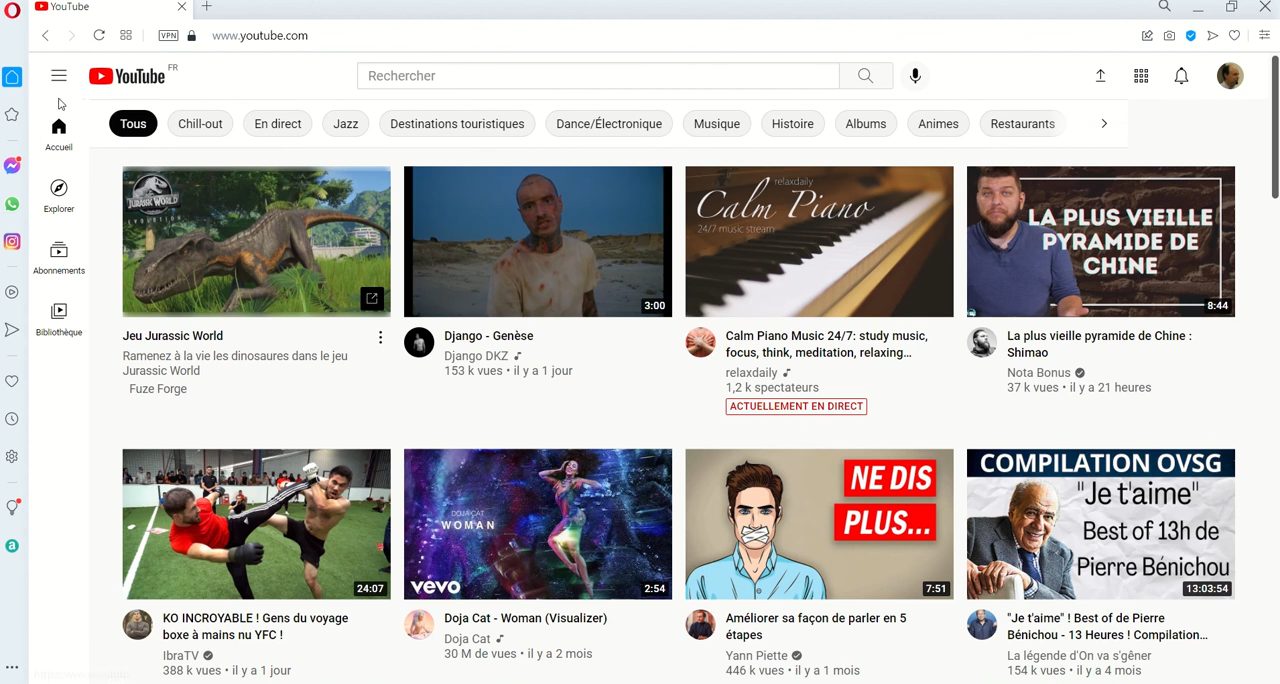 YouTube
VPN
www.youtube.com
YouTube FR
Rechercher
Tous
Chill-out
En direct
Jazz
Destinations touristiques
Dance/Électronique
Musique
Histoire
Albums
Animes
Restaurants
Accueil
Explorer
Abonnements
Bibliothèque
JURASSIC WORLD
EVOLUTION
3:00
relaxdaily
Calm Piano
24/7 music stream
LA PLUS VIEILLE
PYRAMIDE DE
CHINE
8:44
Jeu Jurassic World
Ramenez à la vie les dinosaures dans le jeu
Jurassic World
Fuze Forge
Django - Genèse
Django DKZ
153 k vues • il y a 1 jour
Calm Piano Music 24/7: study music,
focus, think, meditation, relaxing...
relaxdaily
1,2 k spectateurs
ACTUELLEMENT EN DIRECT
La plus vieille pyramide de Chine :
Shimao
Nota Bonus
37 k vues • il y a 21 heures
24:07
DOJA CAT
WOMAN
vevo
2:54
NE DIS
PLUS...
7:51
COMPILATION OVSG
"Je t'aime"
Best of 13h de
Pierre Bénichou
13:03:54
KO INCROYABLE ! Gens du voyage
boxe à mains nu YFC !
IbraTV
388 k vues • il y a 1 jour
Doja Cat - Woman (Visualizer)
Doja Cat
30 M de vues • il y a 2 mois
Améliorer sa façon de parler en 5
étapes
Yann Piette
446 k vues • il y a 1 mois
"Je t'aime" ! Best of de Pierre
Bénichou - 13 Heures ! Compilation...
La légende d'On va s'gêner
154 k vues • il y a 4 mois